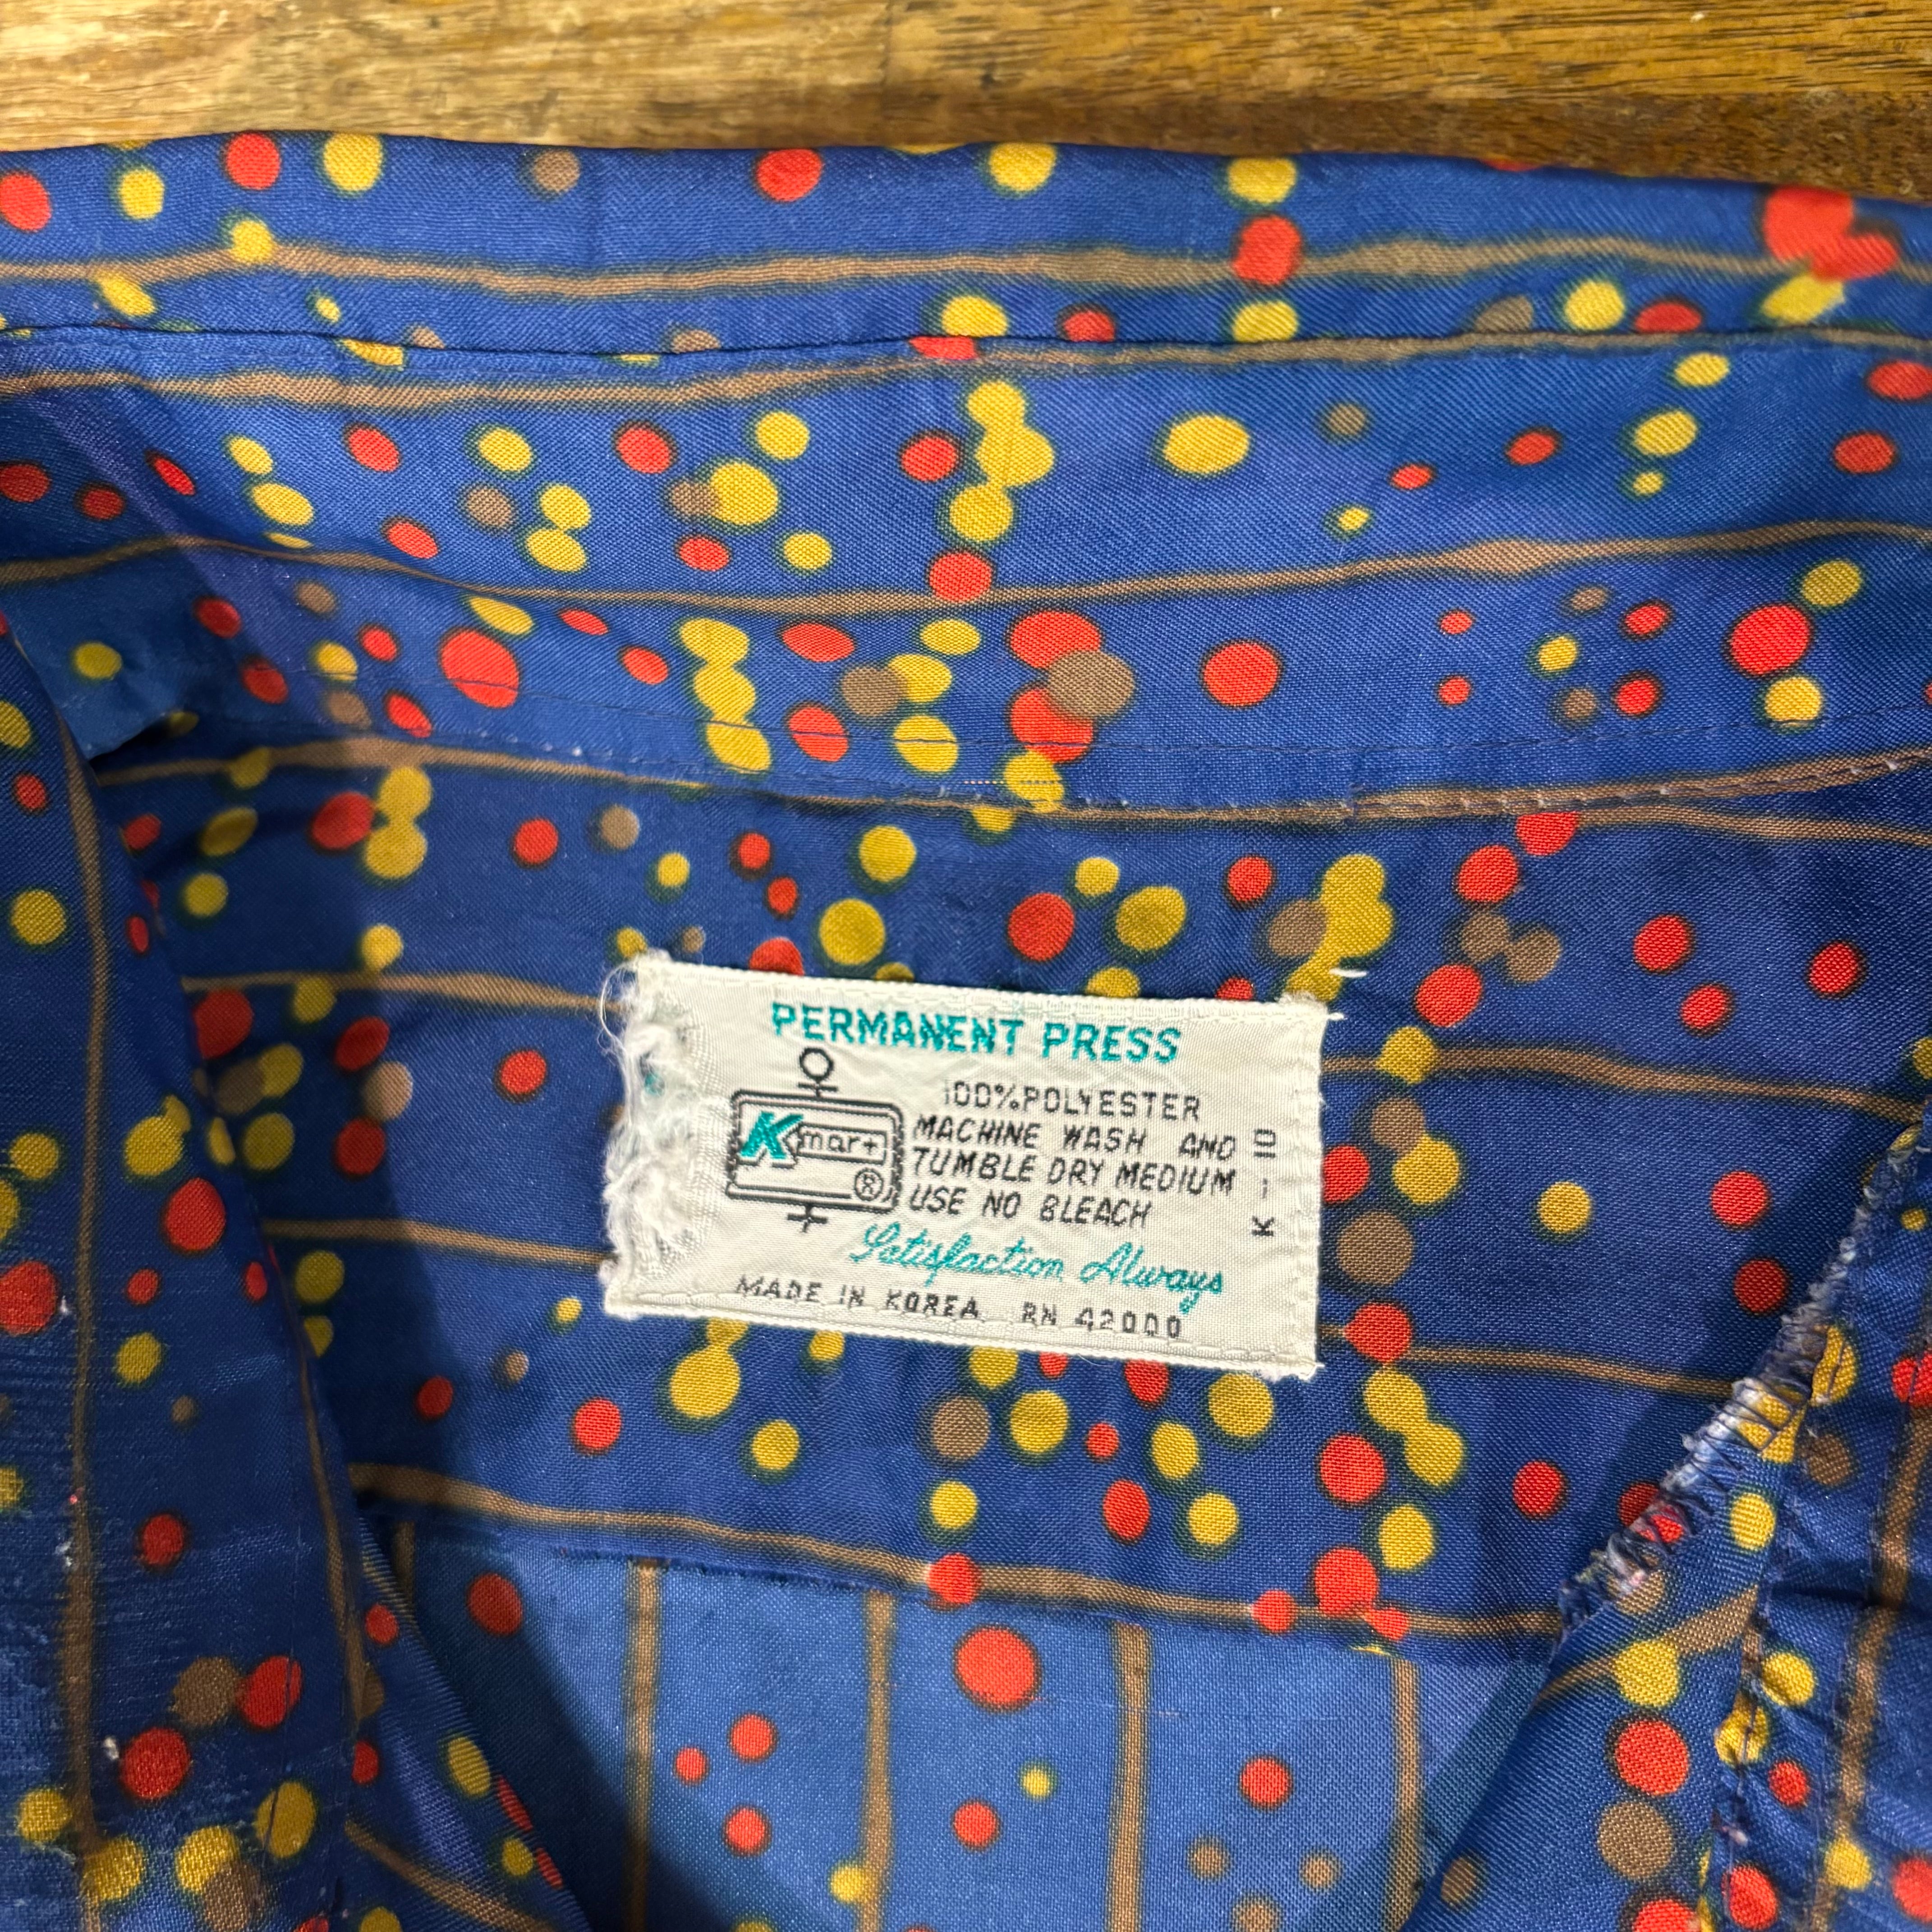 PERMANENT PRESS
Kmart ®
100% POLYESTER
MACHINE WASH AND
TUMBLE DRY MEDIUM
USE NO BLEACH
K-10
Satisfaction Always
MADE IN KOREA RN 42000